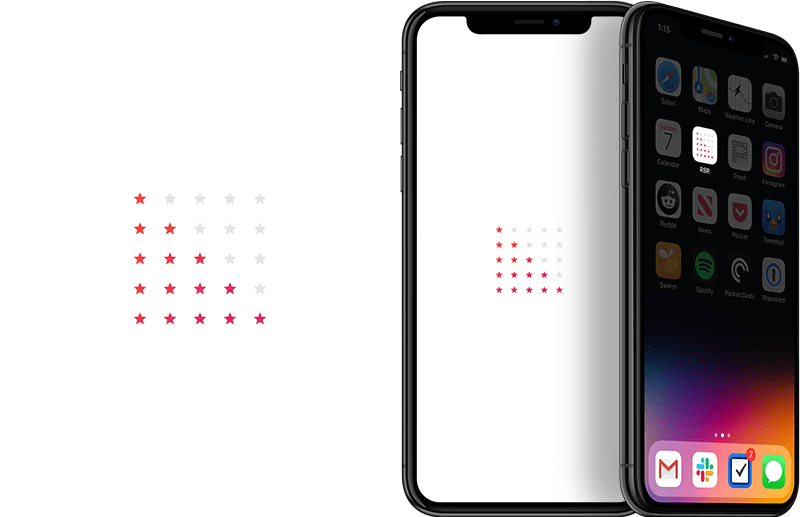 1:15
Safari Maps Weather Line Camera
Sunday
7
Calendar RBR Proof Instagram
Reddit News Pocket Tweetbot
Swarm Spotify Pocket Casts 1Password
7